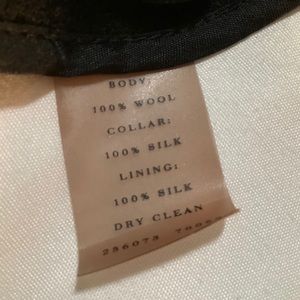 BODY:
100% WOOL
COLLAR:
100% SILK
LINING:
100% SILK
DRY CLEAN